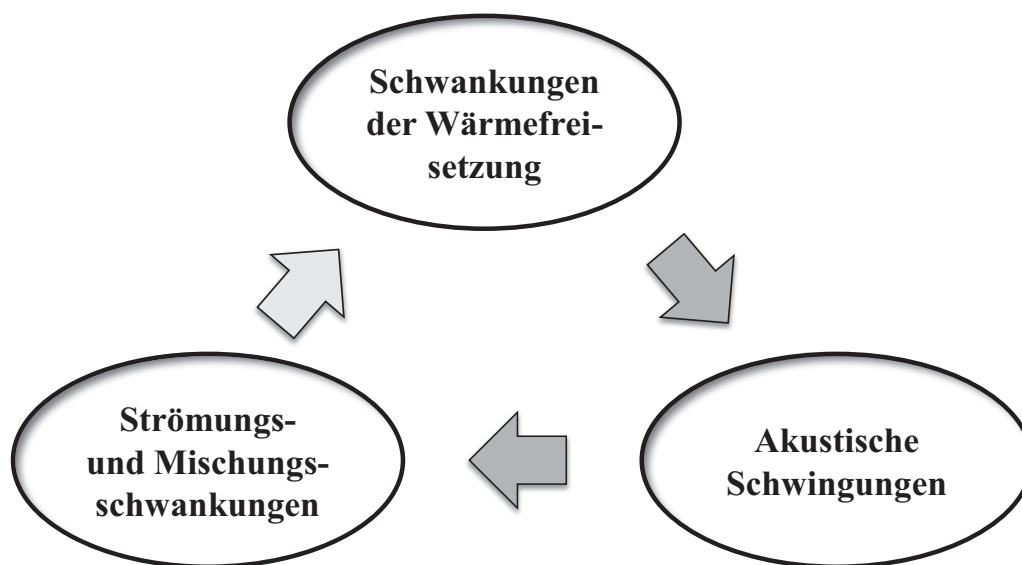 Schwankungen
der Wärmefrei-
setzung
Strömungs-
und Mischungs-
schwankungen
Akustische
Schwingungen